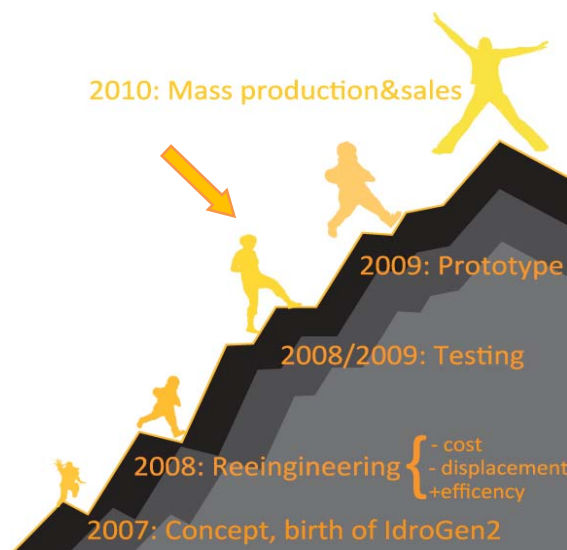 2010: Mass production&sales
2009: Prototype
2008/2009: Testing
2008: Reeingineering { - cost
- displacement
+efficency
2007: Concept, birth of IdroGen2